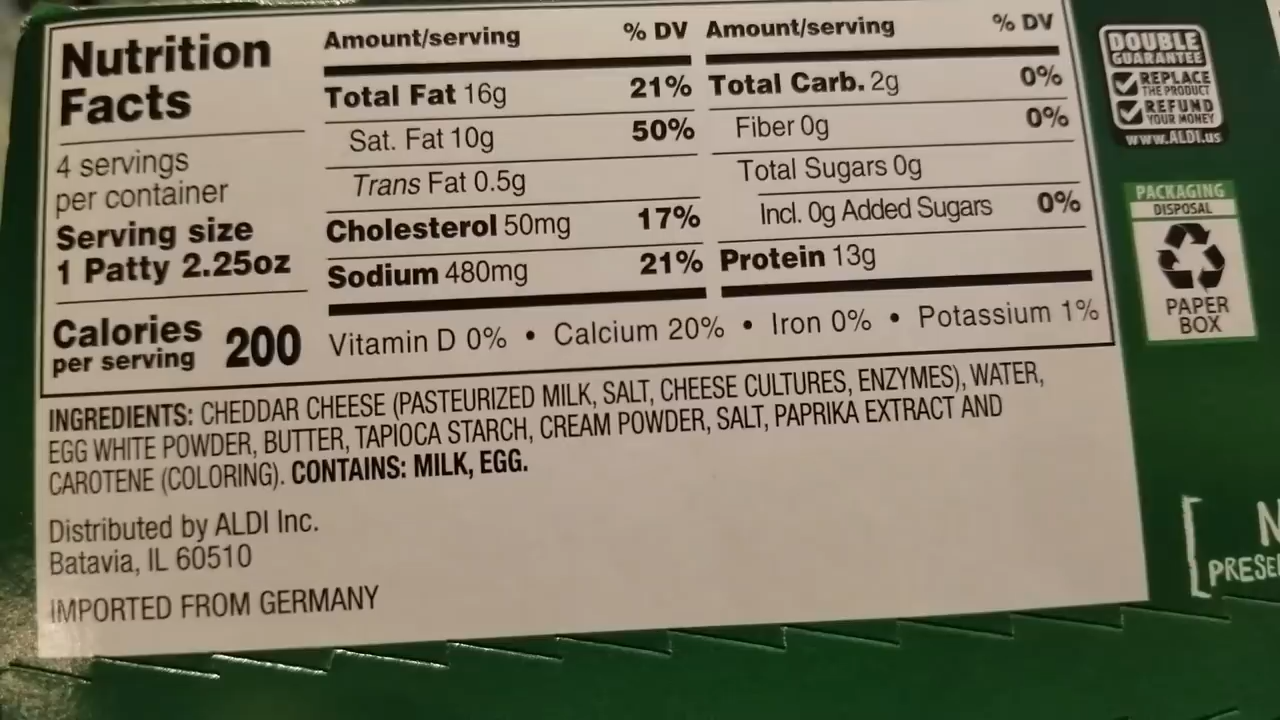 Nutrition
Facts
4 servings
per container
Serving size
1 Patty 2.25oz
Calories
per serving 200
Amount/serving % DV
Total Fat 16g 21%
Sat. Fat 10g 50%
Trans Fat 0.5g
Cholesterol 50mg 17%
Sodium 480mg 21%
Amount/serving % DV
Total Carb. 2g 0%
Fiber 0g 0%
Total Sugars 0g
Incl. 0g Added Sugars 0%
Protein 13g
Vitamin D 0% • Calcium 20% • Iron 0% • Potassium 1%
INGREDIENTS: CHEDDAR CHEESE (PASTEURIZED MILK, SALT, CHEESE CULTURES, ENZYMES), WATER,
EGG WHITE POWDER, BUTTER, TAPIOCA STARCH, CREAM POWDER, SALT, PAPRIKA EXTRACT AND
CAROTENE (COLORING). CONTAINS: MILK, EGG.
Distributed by ALDI Inc.
Batavia, IL 60510
IMPORTED FROM GERMANY
DOUBLE
GUARANTEE
REPLACE
THE PRODUCT
REFUND
YOUR MONEY
www.ALDI.us
PACKAGING
DISPOSAL
PAPER
BOX